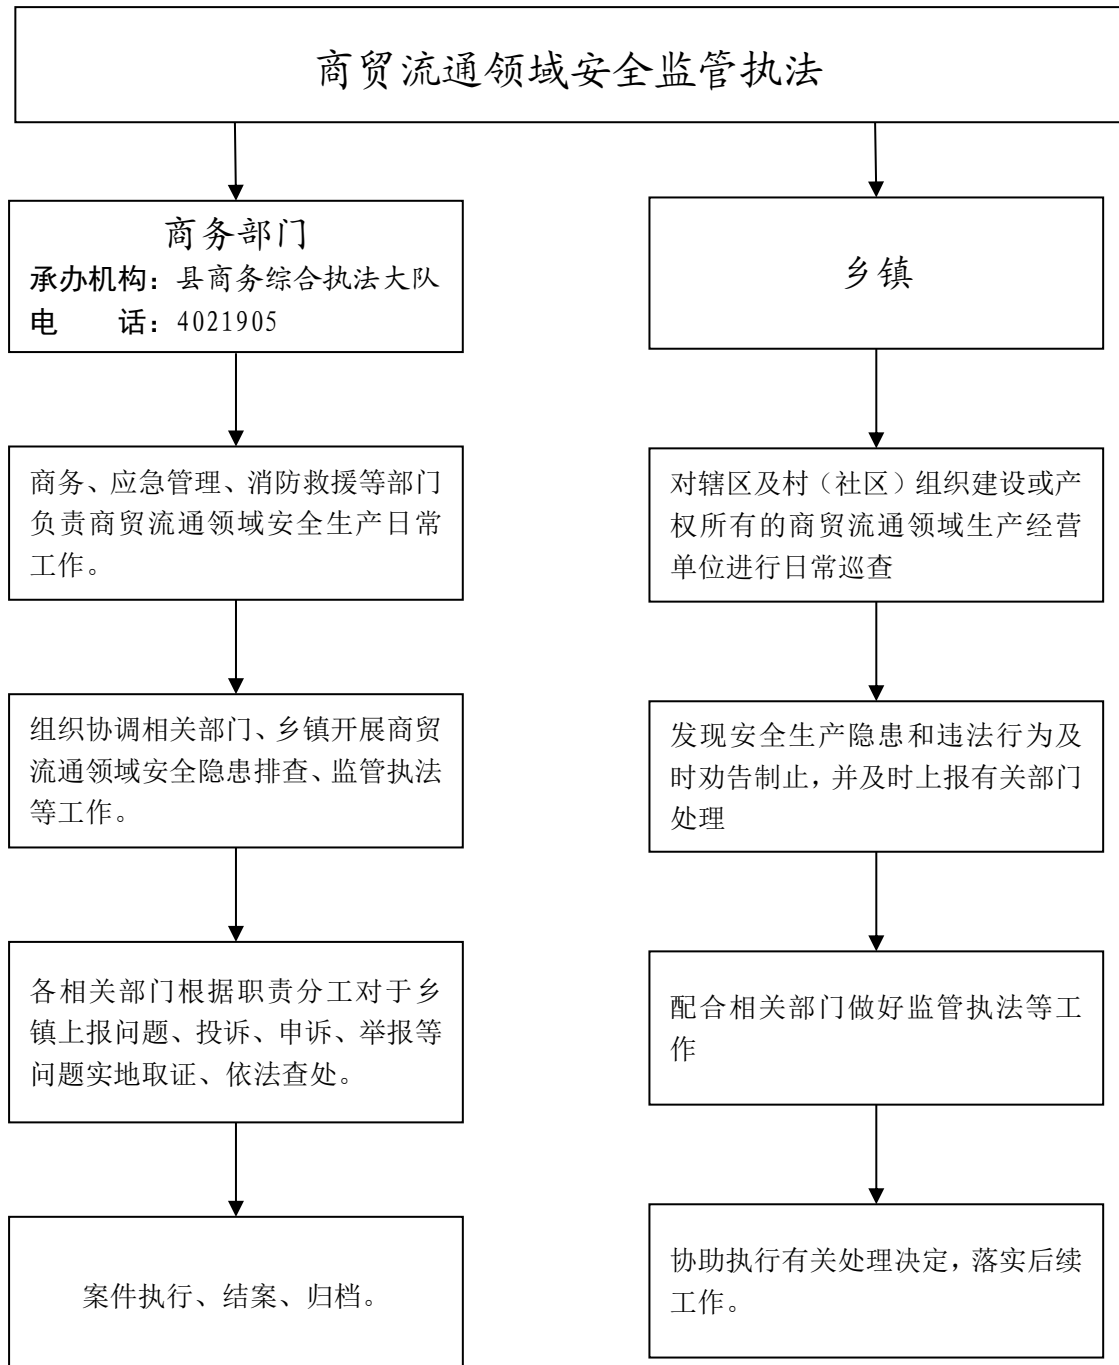 商贸流通领域安全监管执法
商务部门
承办机构：县商务综合执法大队
电　　话：4021905
商务、应急管理、消防救援等部门
负责商贸流通领域安全生产日常
工作。
组织协调相关部门、乡镇开展商贸
流通领域安全隐患排查、监管执法
等工作。
各相关部门根据职责分工对于乡
镇上报问题、投诉、申诉、举报等
问题实地取证、依法查处。
案件执行、结案、归档。
乡镇
对辖区及村（社区）组织建设或产
权所有的商贸流通领域生产经营
单位进行日常巡查
发现安全生产隐患和违法行为及
时劝告制止，并及时上报有关部门
处理
配合相关部门做好监管执法等工
作
协助执行有关处理决定，落实后续
工作。